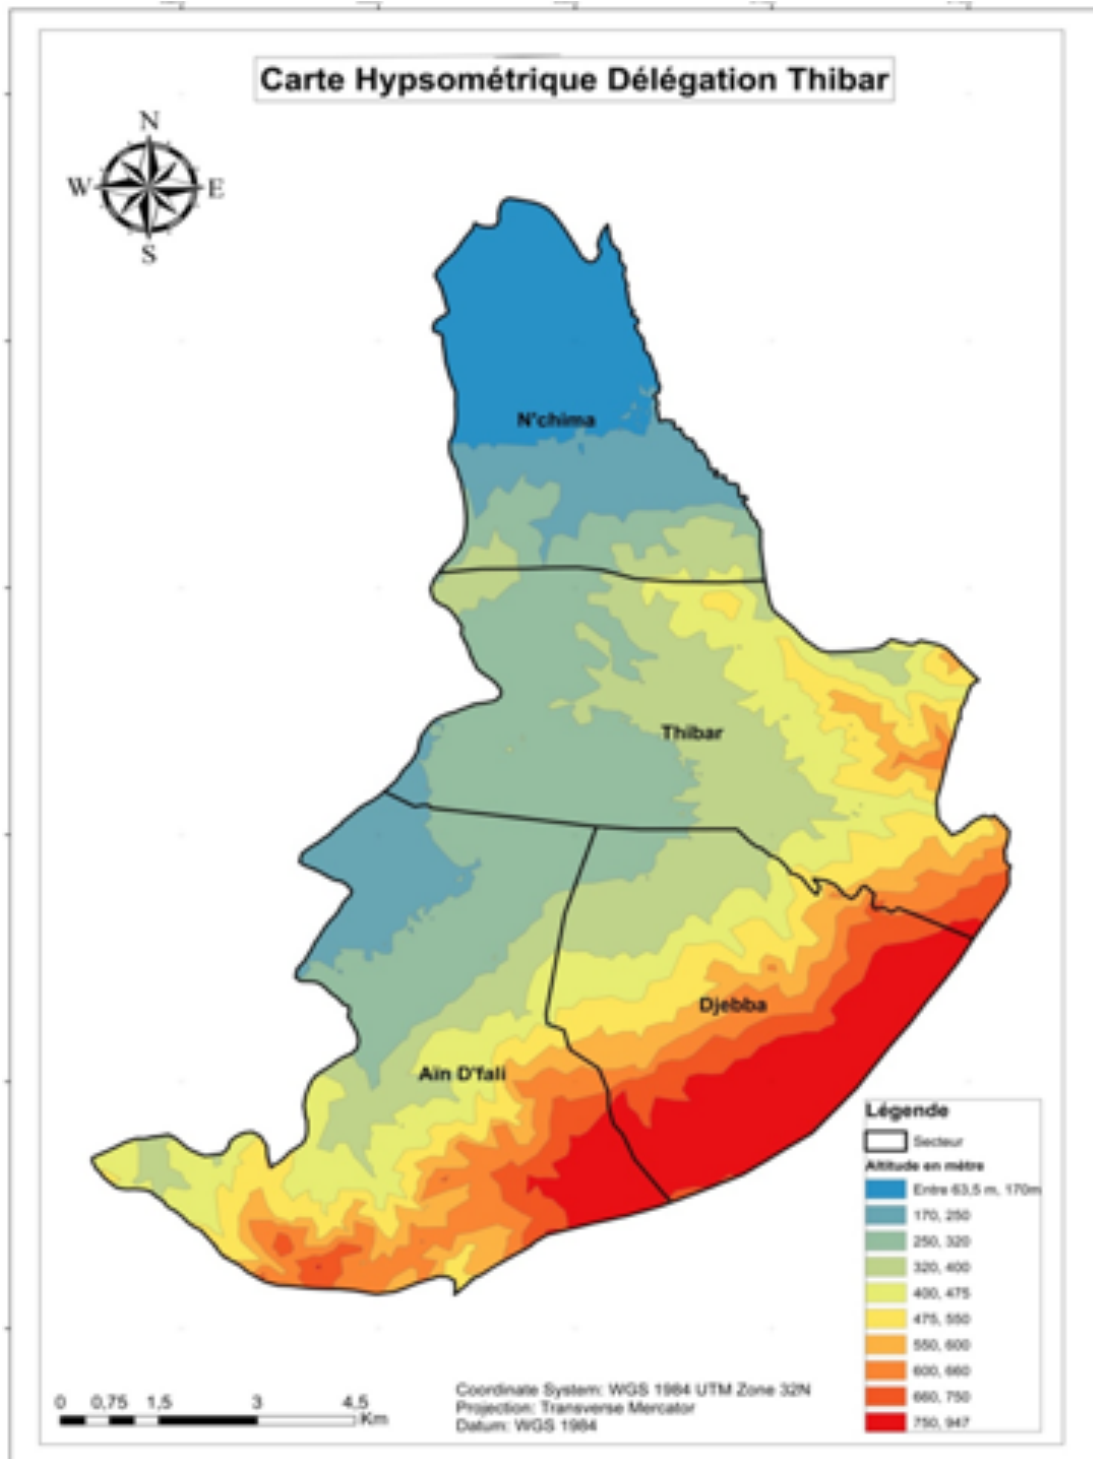 Carte Hypsométrique Délégation Thibar
N
W E
S
N'chima
Thibar
Djebba
Ain D'fali
Légende
Secteur
Altitude en mètre
Entre 63,5 m, 170m
170, 250
250, 320
320, 400
400, 475
475, 550
550, 600
600, 660
660, 750
750, 947
0 0,75 1,5 3 4,5
Km
Coordinate System: WGS 1984 UTM Zone 32N
Projection: Transverse Mercator
Datum: WGS 1984